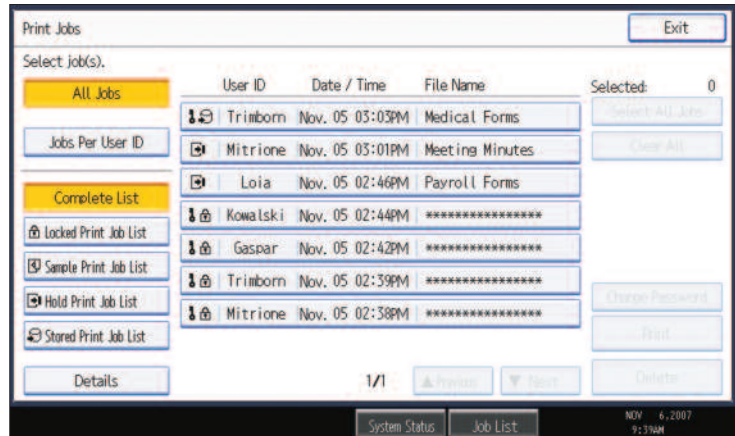 Print Jobs
Exit
Select job(s).
All Jobs
Jobs Per User ID
Complete List
Locked Print Job List
Sample Print Job List
Hold Print Job List
Stored Print Job List
Details
User ID Date / Time File Name
Trimborn Nov. 05 03:03PM Medical Forms
Mitrione Nov. 05 03:01PM Meeting Minutes
Loia Nov. 05 02:46PM Payroll Forms
Kowalski Nov. 05 02:44PM ****************
Gaspar Nov. 05 02:42PM ****************
Trimborn Nov. 05 02:39PM ****************
Mitrione Nov. 05 02:38PM ****************
1/1 ▲ Previous ▼ Next
Selected: 0
Select All Jobs
Clear All
Change Password
Print
Delete
System Status Job List
NOV 6,2007
9:39AM